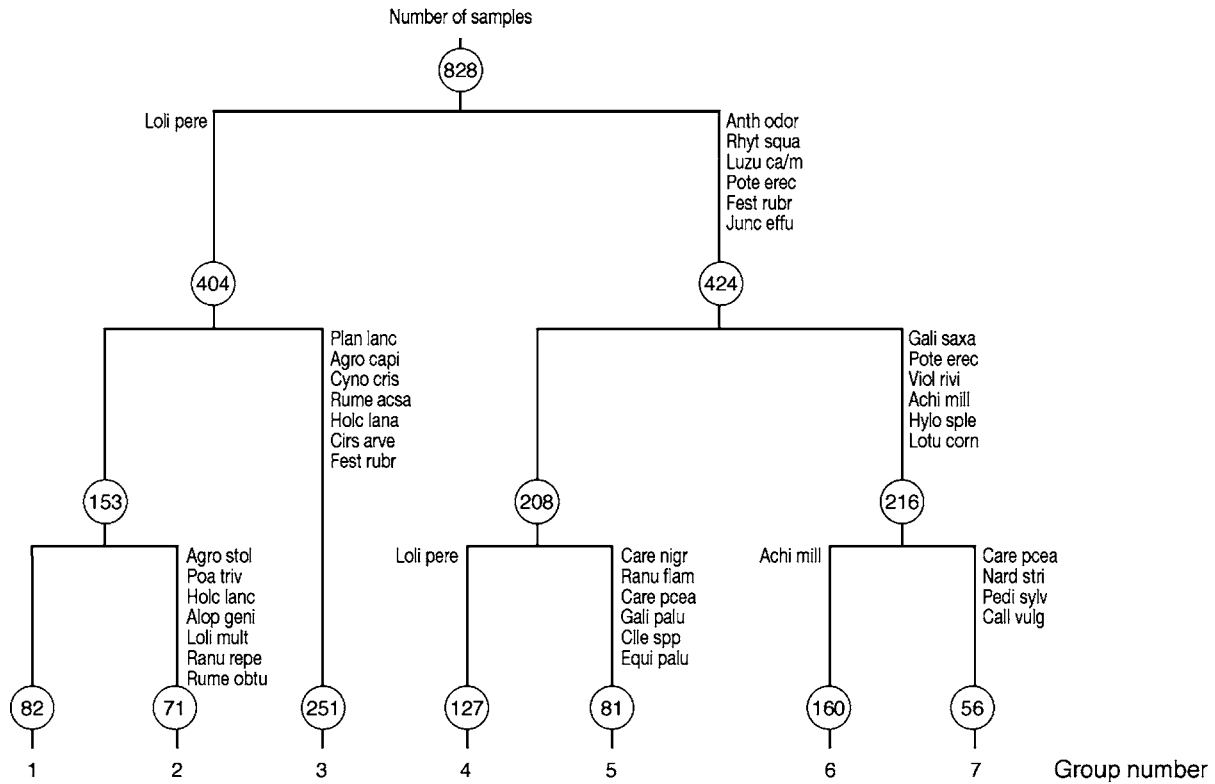 Number of samples
828
Loli pere
Anth odor
Rhyt squa
Luzu ca/m
Pote erec
Fest rubr
Junc effu
404
424
Plan lanc
Agro capi
Cyno cris
Rume acsa
Holc lana
Cirs arve
Fest rubr
Gali saxa
Pote erec
Viol rivi
Achi mill
Hylo sple
Lotu corn
153
208
216
Agro stol
Poa triv
Holc lanc
Alop geni
Loli mult
Ranu repe
Rume obtu
Loli pere
Care nigr
Ranu flam
Care pcea
Gali palu
Clle spp
Equi palu
Achi mill
Care pcea
Nard stri
Pedi sylv
Call vulg
82
71
251
127
81
160
56
1 2 3 4 5 6 7 Group number